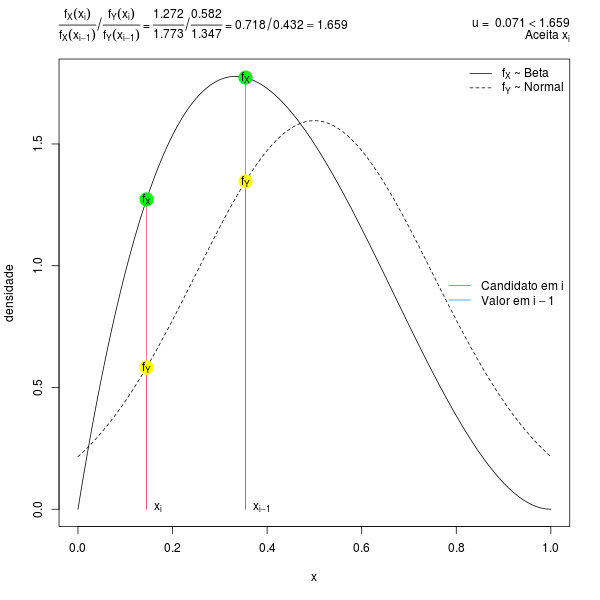 fX(xi) / fY(xi) = 1.272 / 0.582 = 0.718/0.432 = 1.659
fX(xi−1) fY(xi−1) 1.773 1.347
u = 0.071 < 1.659
Aceita xi
fX ~ Beta
fY ~ Normal
fX
fX
fY
fY
Candidato em i
Valor em i − 1
xi
xi−1
densidade
0.0
0.5
1.0
1.5
0.0 0.2 0.4 0.6 0.8 1.0
x